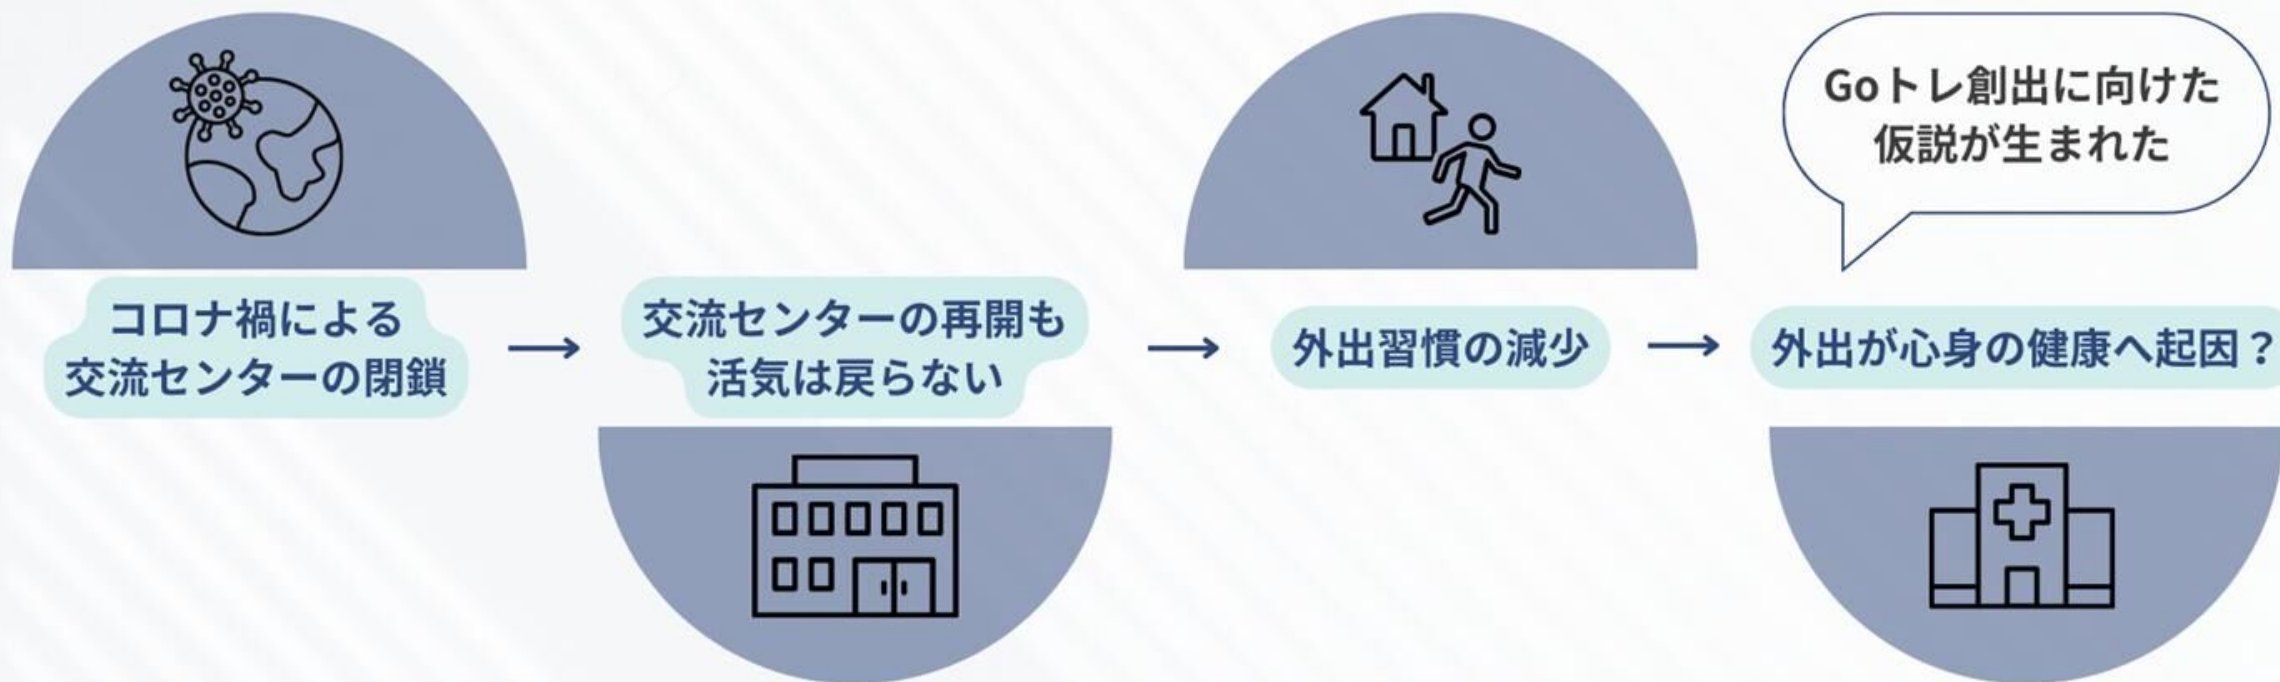 Goトレ創出に向けた
仮説が生まれた
コロナ禍による
交流センターの閉鎖
→
交流センターの再開も
活気は戻らない
→
外出習慣の減少
→
外出が心身の健康へ起因？